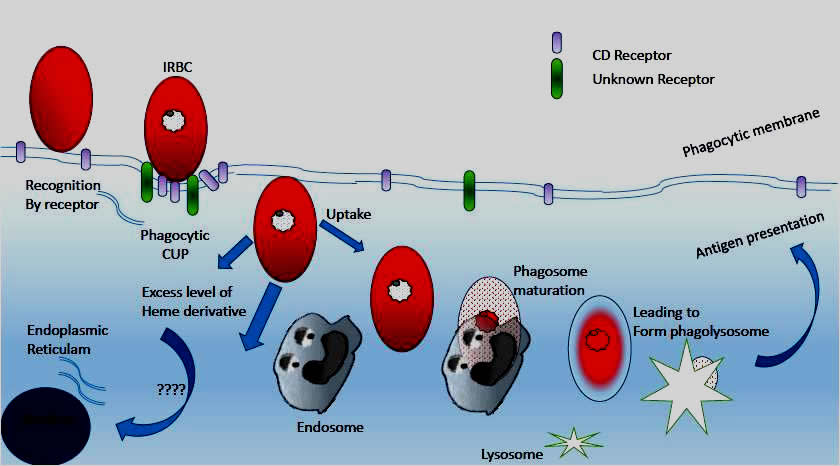 IRBC
CD Receptor
Unknown Receptor
Phagocytic membrane
Recognition
By receptor
Phagocytic
CUP
Uptake
Antigen presentation
Excess level of
Heme derivative
Phagosome
maturation
Leading to
Form phagolysosome
Endoplasmic
Reticulam
????
Endosome
Lysosome